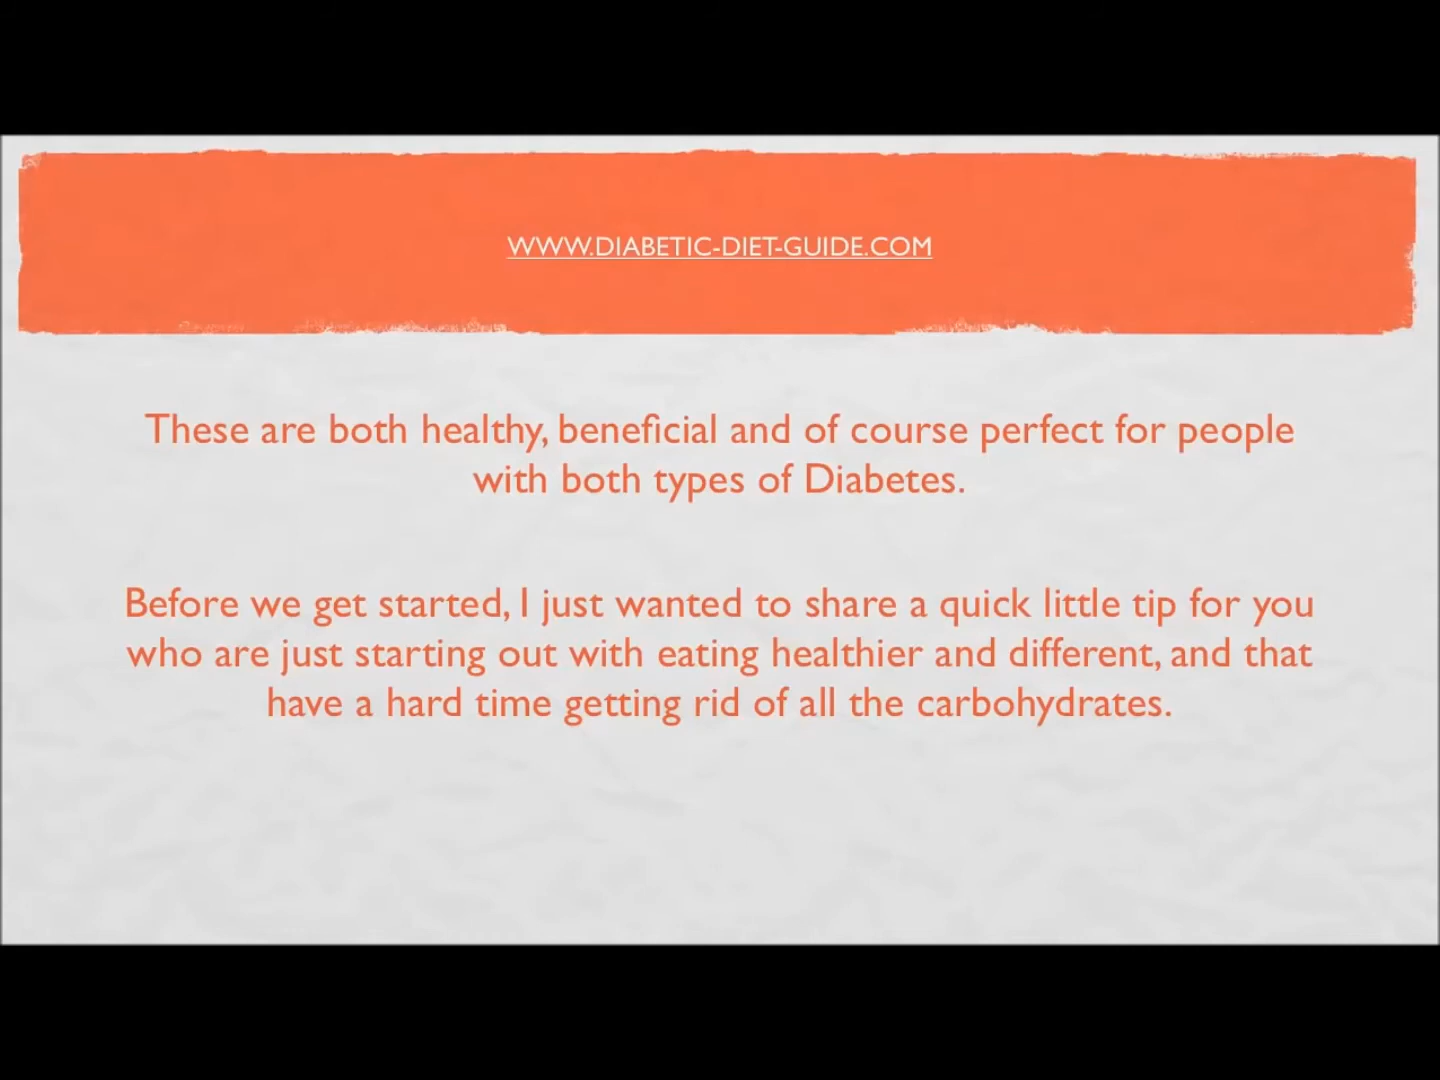 WWW.DIABETIC-DIET-GUIDE.COM
These are both healthy, beneficial and of course perfect for people
with both types of Diabetes.
Before we get started, I just wanted to share a quick little tip for you
who are just starting out with eating healthier and different, and that
have a hard time getting rid of all the carbohydrates.